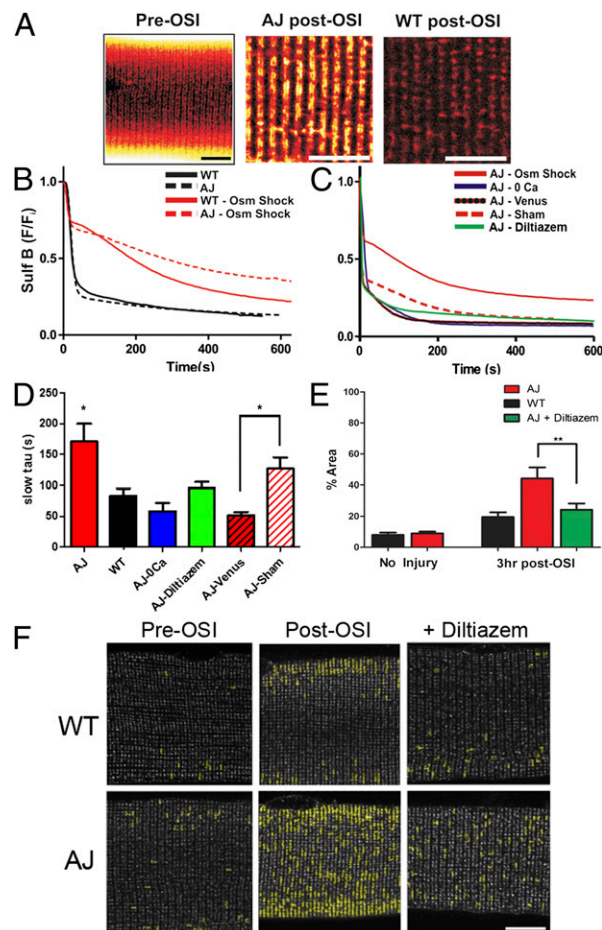 A
Pre-OSI
AJ post-OSI
WT post-OSI
B
WT
AJ
WT - Osm Shock
AJ - Osm Shock
Sulf B (F/Fi)
1.0
0.5
0.0
0
200
400
600
Time(s)
C
AJ - Osm Shock
AJ - 0 Ca
AJ - Venus
AJ - Sham
AJ - Diltiazem
1.0
0.5
0.0
0
200
400
600
Time(s)
D
slow tau (s)
250
200
150
100
50
0
*
*
AJ
WT
AJ-0Ca
AJ-Diltiazem
AJ-Venus
AJ-Sham
E
AJ
WT
AJ + Diltiazem
% Area
100
80
60
40
20
0
**
No Injury
3hr post-OSI
F
Pre-OSI
Post-OSI
+ Diltiazem
WT
AJ